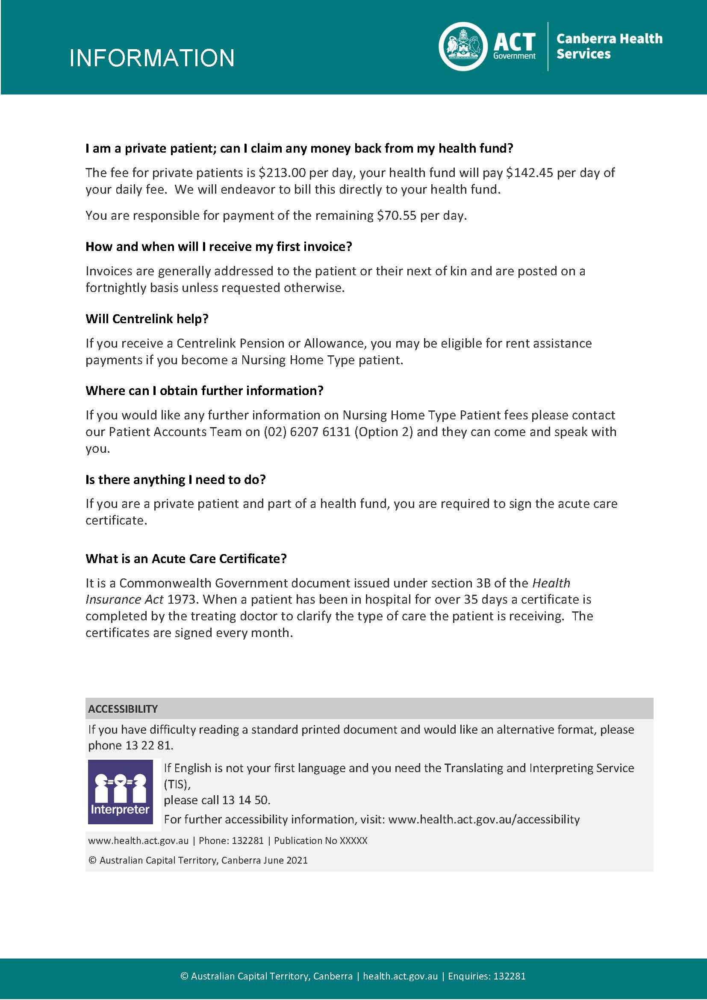 INFORMATION
ACT
Government
Canberra Health
Services
I am a private patient; can I claim any money back from my health fund?
The fee for private patients is $213.00 per day, your health fund will pay $142.45 per day of
your daily fee.  We will endeavor to bill this directly to your health fund.
You are responsible for payment of the remaining $70.55 per day.
How and when will I receive my first invoice?
Invoices are generally addressed to the patient or their next of kin and are posted on a
fortnightly basis unless requested otherwise.
Will Centrelink help?
If you receive a Centrelink Pension or Allowance, you may be eligible for rent assistance
payments if you become a Nursing Home Type patient.
Where can I obtain further information?
If you would like any further information on Nursing Home Type Patient fees please contact
our Patient Accounts Team on (02) 6207 6131 (Option 2) and they can come and speak with
you.
Is there anything I need to do?
If you are a private patient and part of a health fund, you are required to sign the acute care
certificate.
What is an Acute Care Certificate?
It is a Commonwealth Government document issued under section 3B of the Health
Insurance Act 1973. When a patient has been in hospital for over 35 days a certificate is
completed by the treating doctor to clarify the type of care the patient is receiving.  The
certificates are signed every month.
ACCESSIBILITY
If you have difficulty reading a standard printed document and would like an alternative format, please
phone 13 22 81.
Interpreter
If English is not your first language and you need the Translating and Interpreting Service
(TIS),
please call 13 14 50.
For further accessibility information, visit: www.health.act.gov.au/accessibility
www.health.act.gov.au | Phone: 132281 | Publication No XXXXX
© Australian Capital Territory, Canberra June 2021
© Australian Capital Territory, Canberra | health.act.gov.au | Enquiries: 132281